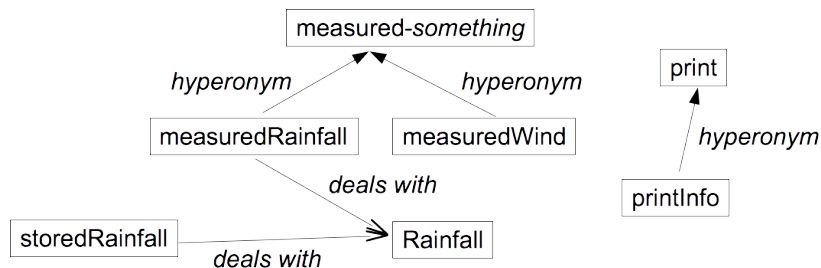 measured-something
hyperonym
hyperonym
print
measuredRainfall
measuredWind
hyperonym
deals with
printInfo
storedRainfall
Rainfall
deals with